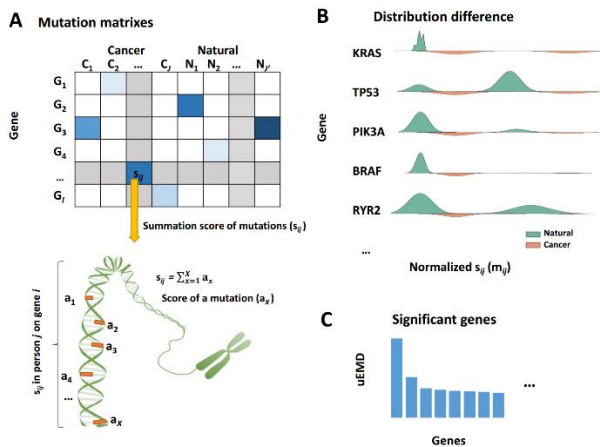 A Mutation matrixes
Cancer Natural
C1 C2 ... CJ N1 N2 ... NJ'
Gene
G1
G2
G3
G4
...
GI
sij
Summation score of mutations (sij)
sij = ∑Xx=1 ax
Score of a mutation (ax)
sij in person j on gene i
a1
a2
a3
a4
...
aX
B Distribution difference
Gene
KRAS
TP53
PIK3A
BRAF
RYR2
...
Natural
Cancer
Normalized sij (mij)
C Significant genes
uEMD
...
Genes